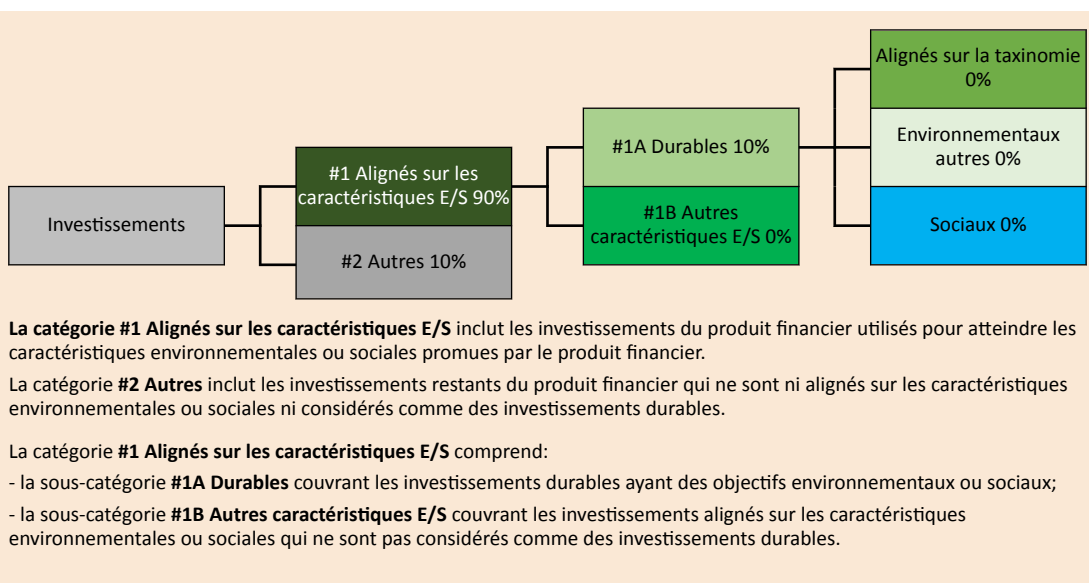 Investissements
#1 Alignés sur les
caractéristiques E/S 90%
#2 Autres 10%
#1A Durables 10%
#1B Autres
caractéristiques E/S 0%
Alignés sur la taxinomie
0%
Environnementaux
autres 0%
Sociaux 0%
La catégorie #1 Alignés sur les caractéristiques E/S inclut les investissements du produit financier utilisés pour atteindre les
caractéristiques environnementales ou sociales promues par le produit financier.
La catégorie #2 Autres inclut les investissements restants du produit financier qui ne sont ni alignés sur les caractéristiques
environnementales ou sociales ni considérés comme des investissements durables.
La catégorie #1 Alignés sur les caractéristiques E/S comprend:
- la sous-catégorie #1A Durables couvrant les investissements durables ayant des objectifs environnementaux ou sociaux;
- la sous-catégorie #1B Autres caractéristiques E/S couvrant les investissements alignés sur les caractéristiques
environnementales ou sociales qui ne sont pas considérés comme des investissements durables.